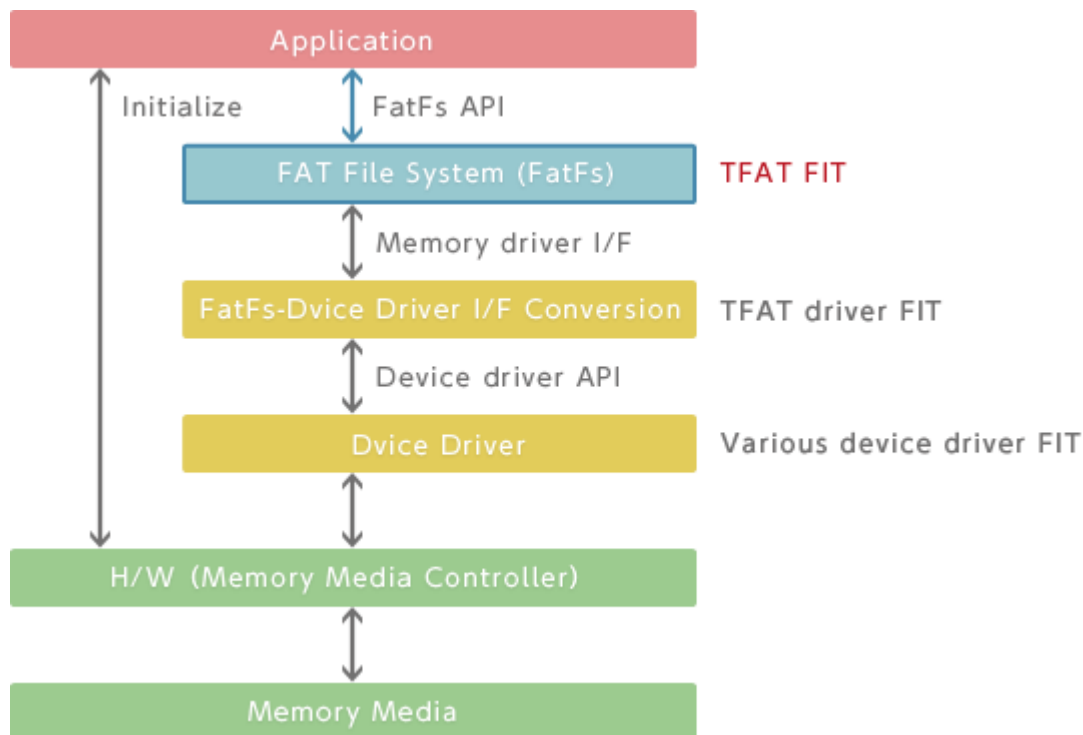 Application
Initialize
FatFs API
FAT File System (FatFs)
TFAT FIT
Memory driver I/F
FatFs-Dvice Driver I/F Conversion
TFAT driver FIT
Device driver API
Dvice Driver
Various device driver FIT
H/W (Memory Media Controller)
Memory Media